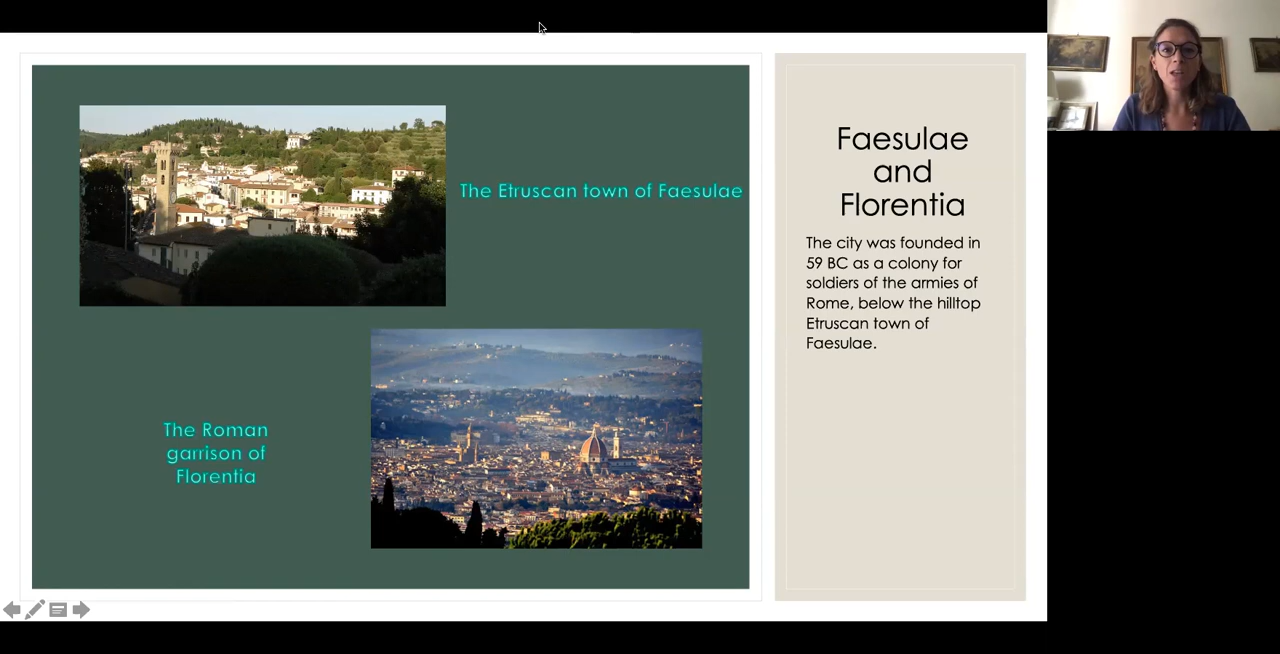 The Etruscan town of Faesulae
The Roman
garrison of
Florentia
Faesulae
and
Florentia
The city was founded in
59 BC as a colony for
soldiers of the armies of
Rome, below the hilltop
Etruscan town of
Faesulae.